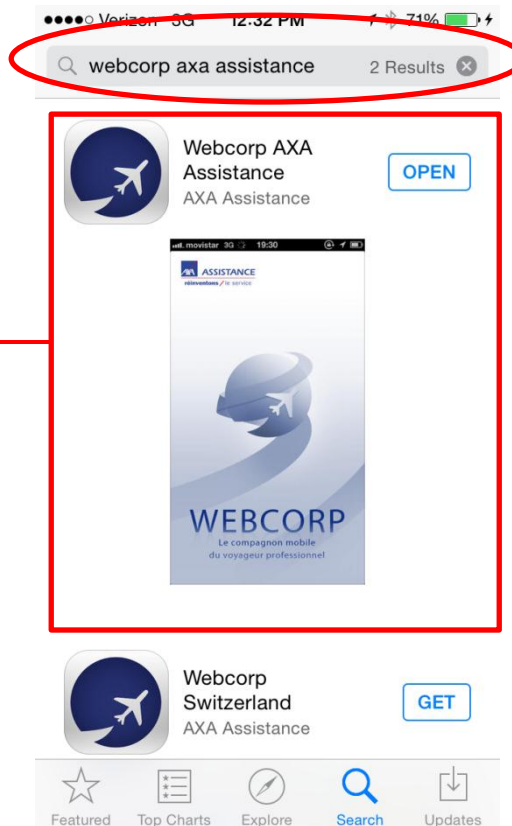 Verizon 3G 12:32 PM 71%
webcorp axa assistance 2 Results
Webcorp AXA
Assistance
AXA Assistance
OPEN
movistar 3G 19:30
AXA ASSISTANCE
réinventons / le service
WEBCORP
Le compagnon mobile
du voyageur professionnel
Webcorp
Switzerland
AXA Assistance
GET
Featured Top Charts Explore Search Updates